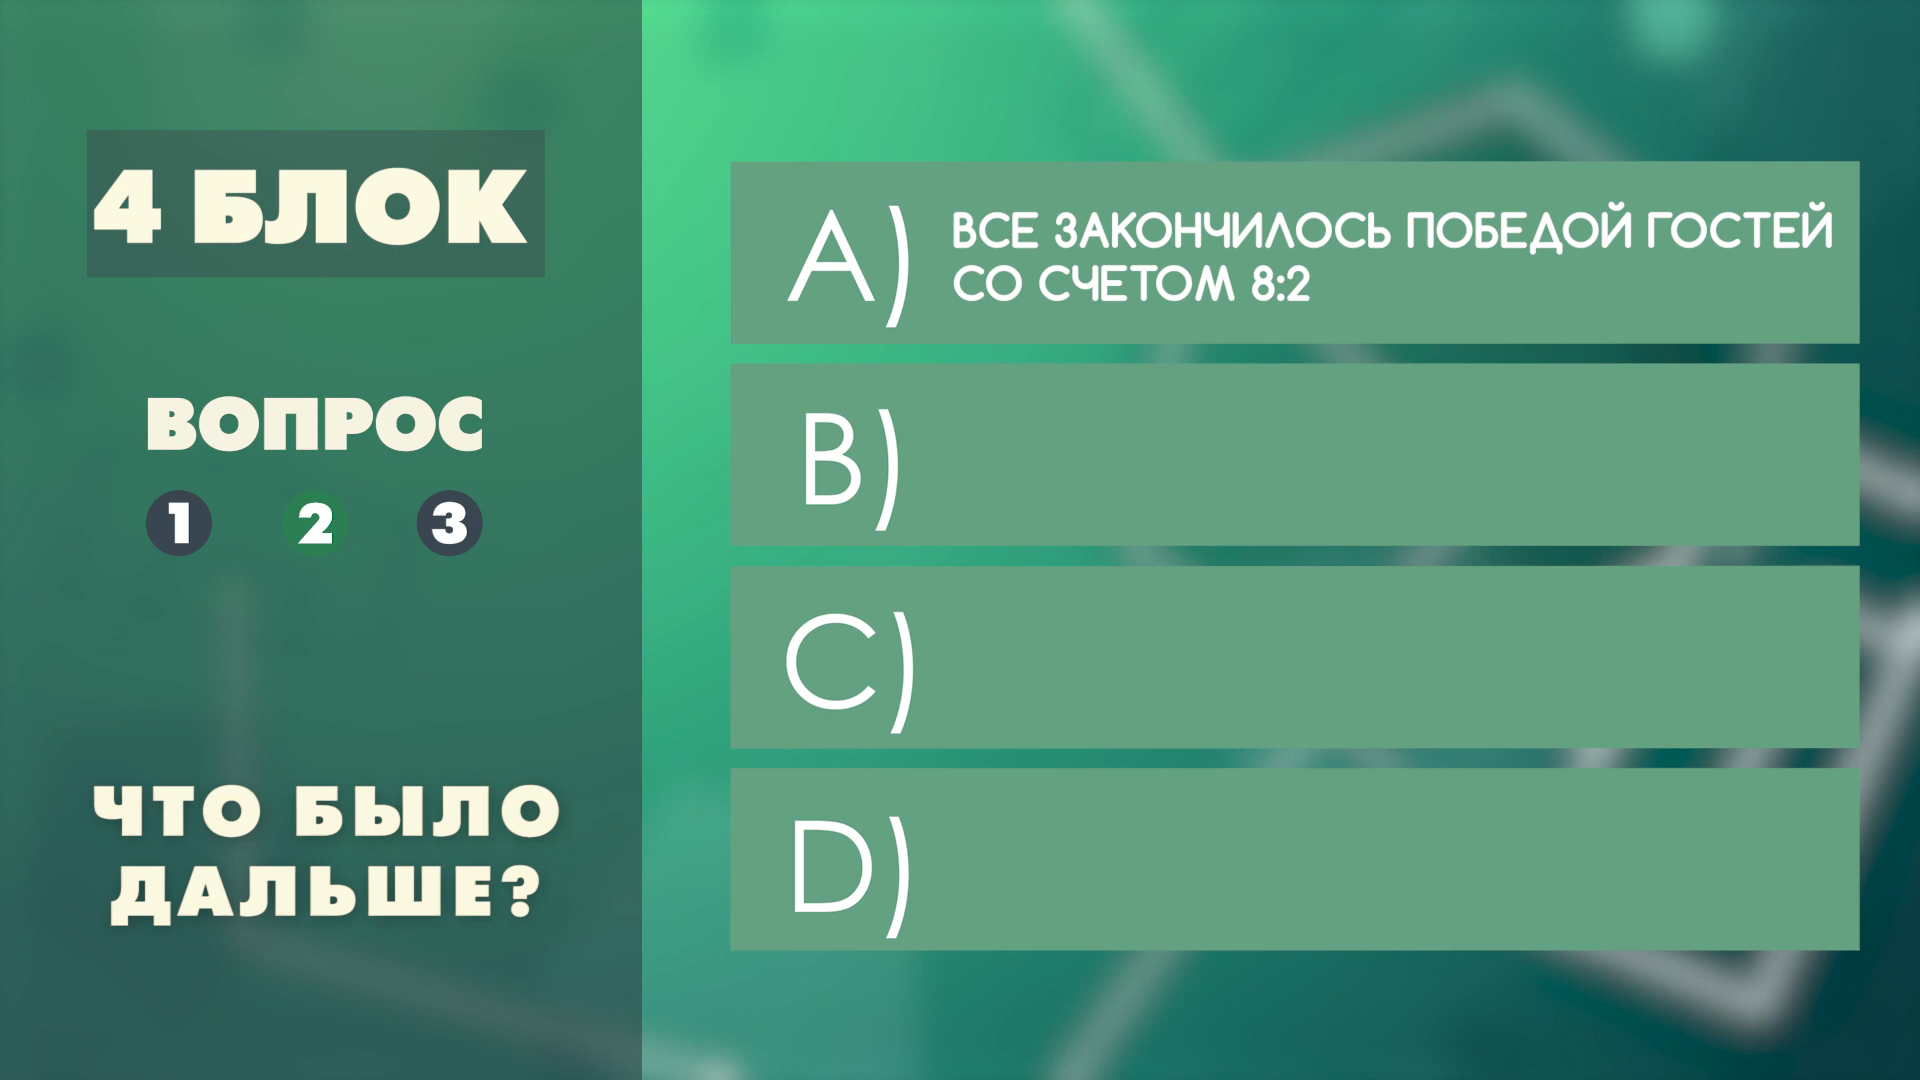 4 БЛОК
ВОПРОС
1 2 3
ЧТО БЫЛО
ДАЛЬШЕ?
A) ВСЕ ЗАКОНЧИЛОСЬ ПОБЕДОЙ ГОСТЕЙ
СО СЧЕТОМ 8:2
B)
C)
D)